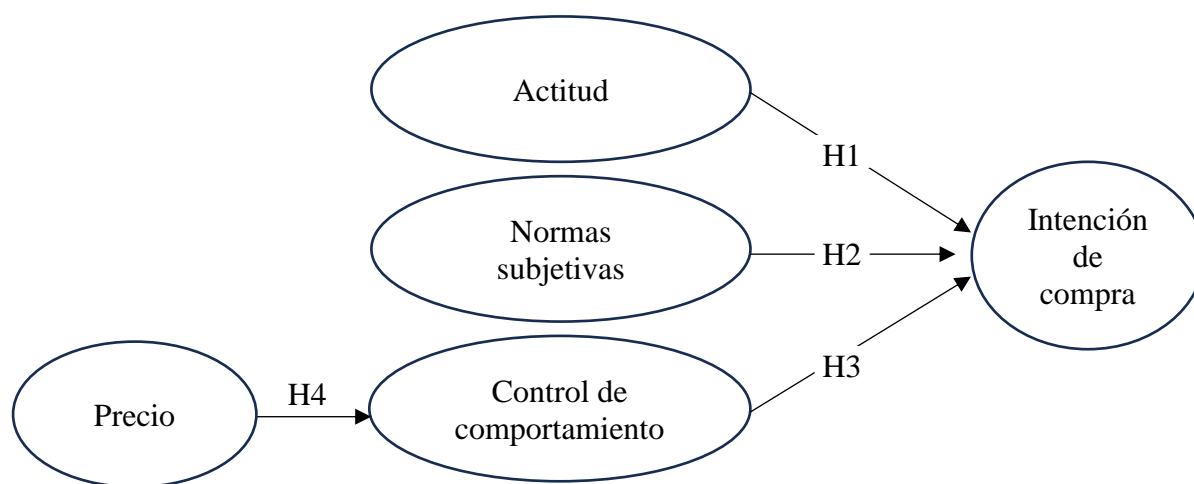 Actitud
H1
Normas
subjetivas
H2
Intención
de
compra
H3
Precio
H4
Control de
comportamiento